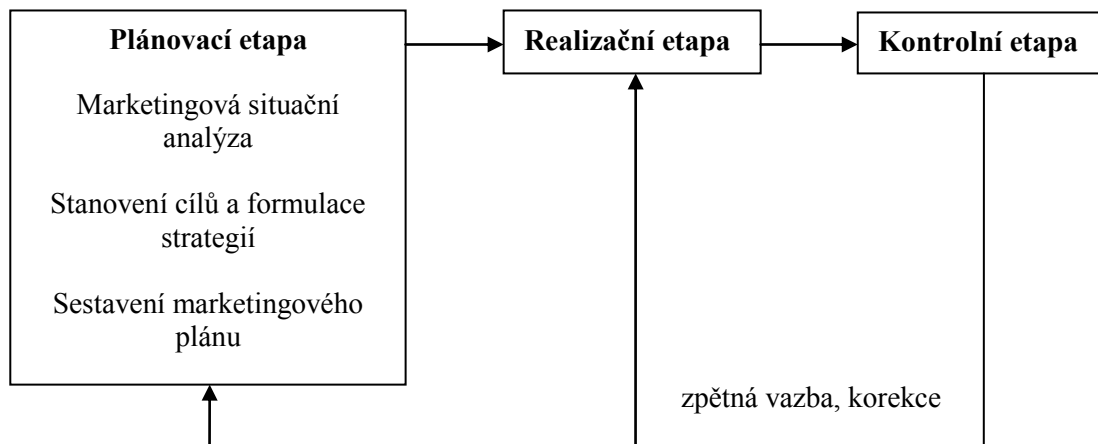 Plánovací etapa
Marketingová situační
analýza
Stanovení cílů a formulace
strategií
Sestavení marketingového
plánu
Realizační etapa
Kontrolní etapa
zpětná vazba, korekce